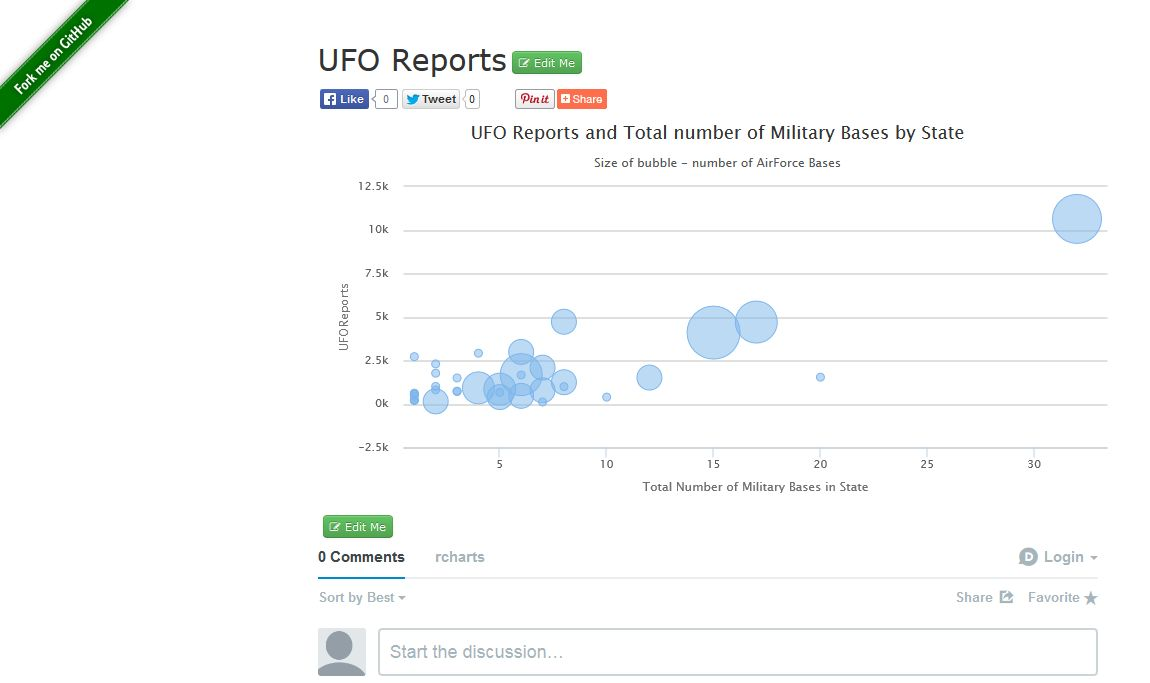 Fork me on GitHub
UFO Reports Edit Me
Like 0 Tweet 0 Pinit Share
UFO Reports and Total number of Military Bases by State
Size of bubble - number of AirForce Bases
12.5k
10k
7.5k
5k
2.5k
0k
-2.5k
UFO Reports
5 10 15 20 25 30
Total Number of Military Bases in State
Edit Me
0 Comments rcharts D Login
Sort by Best Share Favorite
Start the discussion…